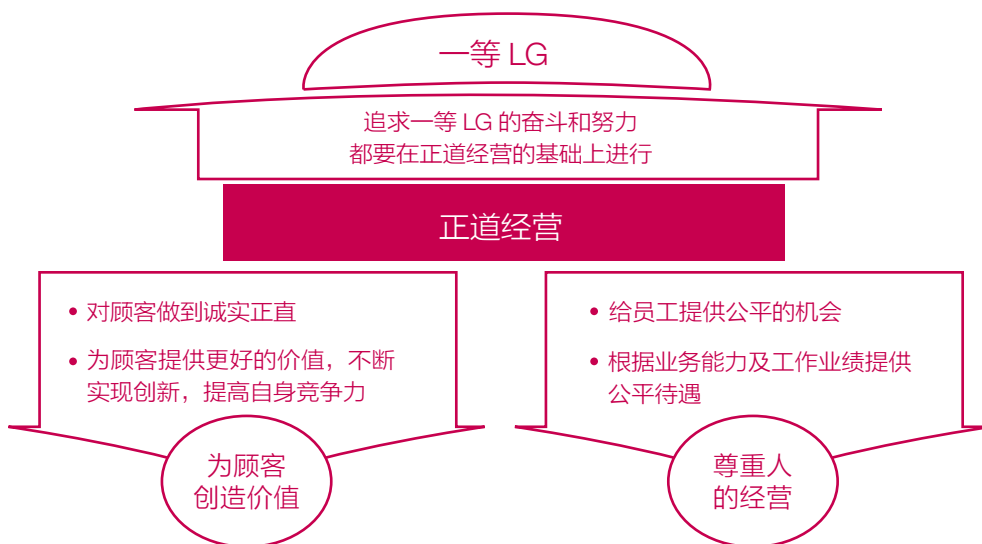 一等 LG
追求一等 LG 的奋斗和努力
都要在正道经营的基础上进行
正道经营
• 对顾客做到诚实正直
• 为顾客提供更好的价值，不断
实现创新，提高自身竞争力
为顾客
创造价值
• 给员工提供公平的机会
• 根据业务能力及工作业绩提供
公平待遇
尊重人
的经营